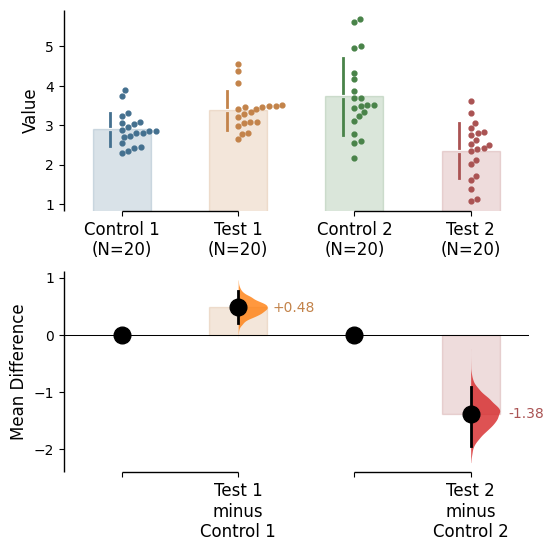 5
4
3
2
1
Value
Control 1
(N=20)
Test 1
(N=20)
Control 2
(N=20)
Test 2
(N=20)
1
0
−1
−2
Mean Difference
+0.48
-1.38
Test 1
minus
Control 1
Test 2
minus
Control 2